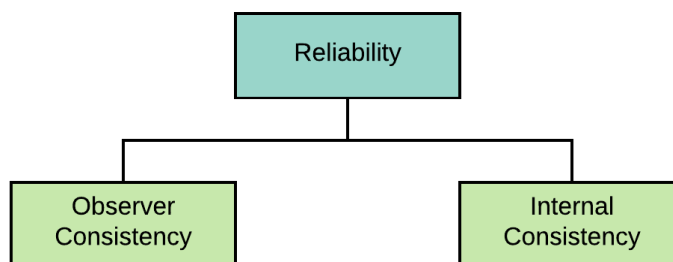 Reliability
Observer
Consistency
Internal
Consistency